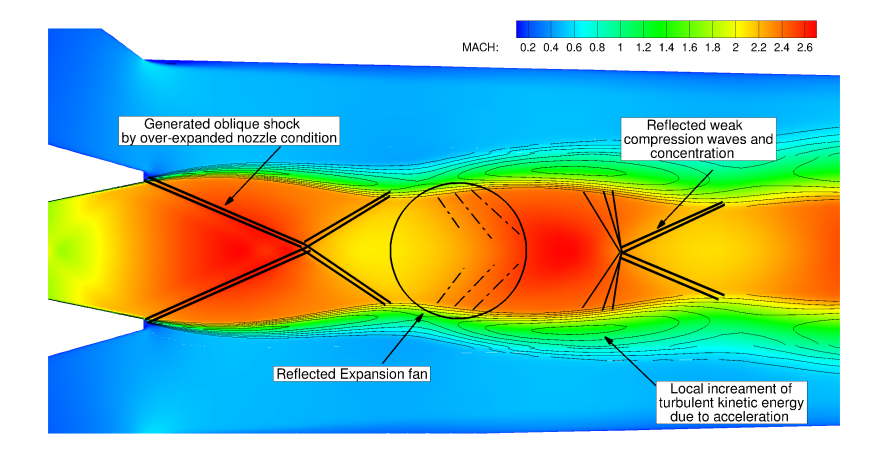 MACH: 0.2 0.4 0.6 0.8 1 1.2 1.4 1.6 1.8 2 2.2 2.4 2.6
Generated oblique shock
by over-expanded nozzle condition
Reflected weak
compression waves and
concentration
Reflected Expansion fan
Local increament of
turbulent kinetic energy
due to acceleration